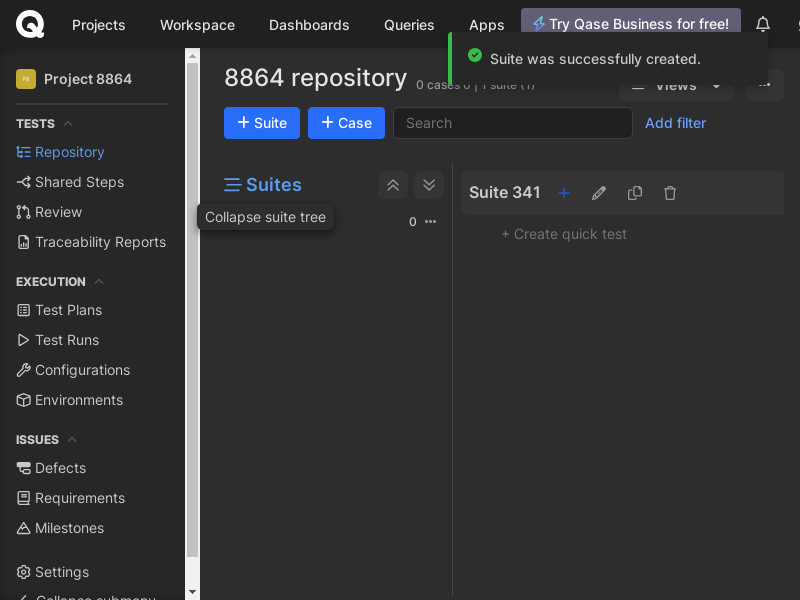 Projects
Workspace
Dashboards
Queries
Apps
Try Qase Business for free!
Suite was successfully created.
Project 8864
TESTS
Repository
Shared Steps
Review
Traceability Reports
EXECUTION
Test Plans
Test Runs
Configurations
Environments
ISSUES
Defects
Requirements
Milestones
Settings
Collapse submenu
8864 repository
0 cases 0 | 1 suite (1)
Views
+ Suite
+ Case
Search
Add filter
Suites
Collapse suite tree
0
Suite 341
+ Create quick test